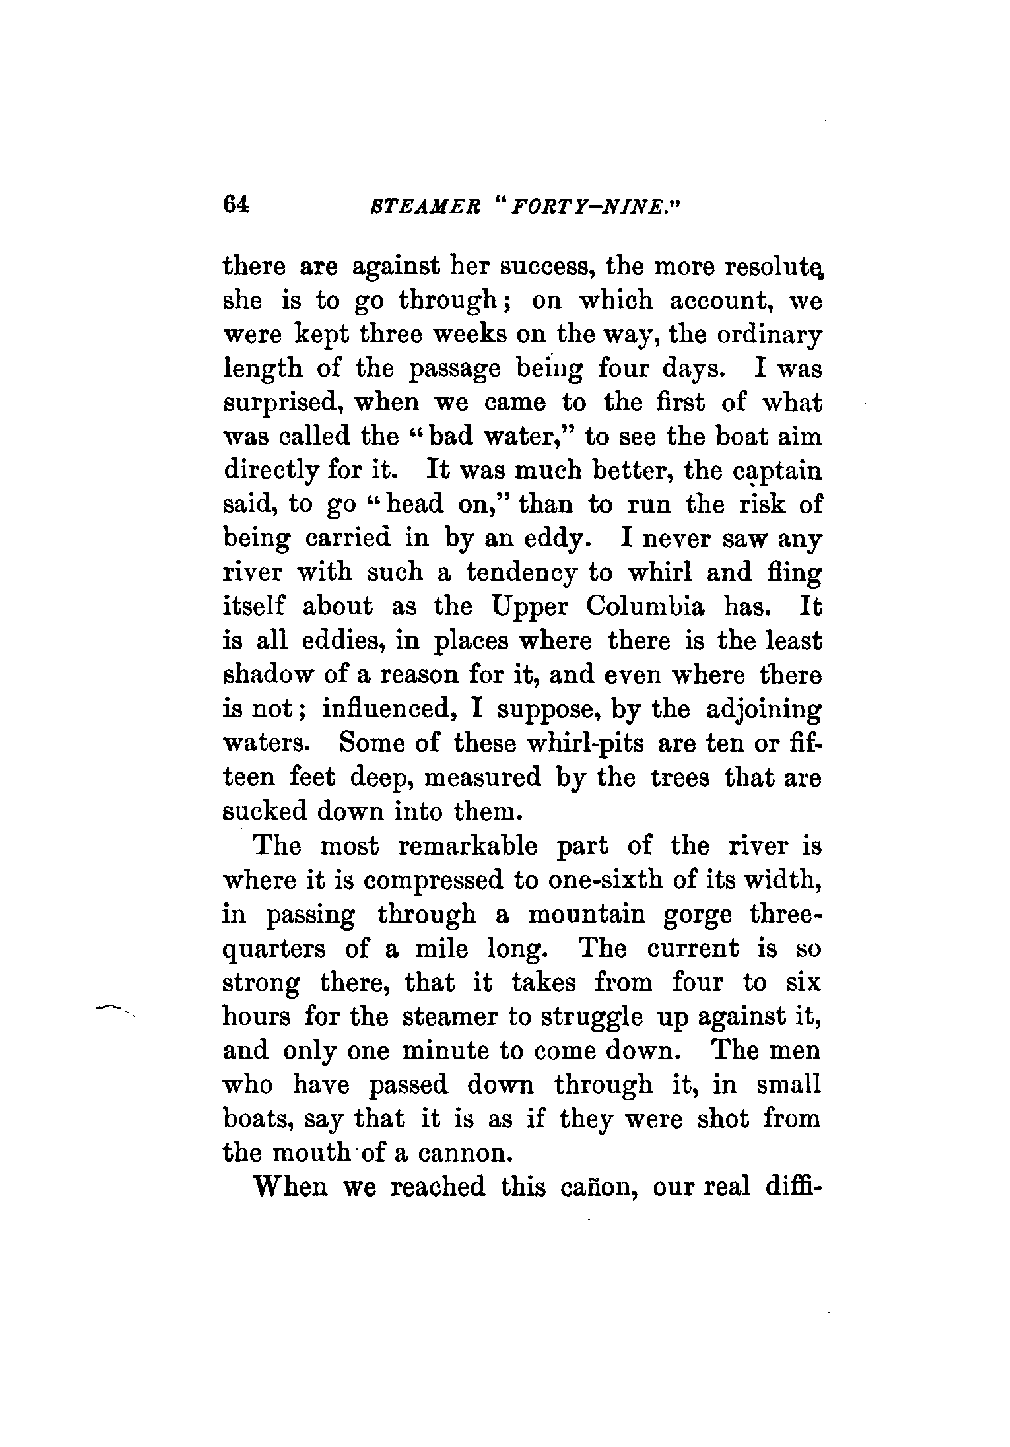 64 STEAMER "FORTY-NINE."
there are against her success, the more resolute
she is to go through; on which account, we
were kept three weeks on the way, the ordinary
length of the passage being four days. I was
surprised, when we came to the first of what
was called the "bad water," to see the boat aim
directly for it. It was much better, the captain
said, to go "head on," than to run the risk of
being carried in by an eddy. I never saw any
river with such a tendency to whirl and fling
itself about as the Upper Columbia has. It
is all eddies, in places where there is the least
shadow of a reason for it, and even where there
is not; influenced, I suppose, by the adjoining
waters. Some of these whirl-pits are ten or fif-
teen feet deep, measured by the trees that are
sucked down into them.
The most remarkable part of the river is
where it is compressed to one-sixth of its width,
in passing through a mountain gorge three-
quarters of a mile long. The current is so
strong there, that it takes from four to six
hours for the steamer to struggle up against it,
and only one minute to come down. The men
who have passed down through it, in small
boats, say that it is as if they were shot from
the mouth of a cannon.
When we reached this cañon, our real diffi-